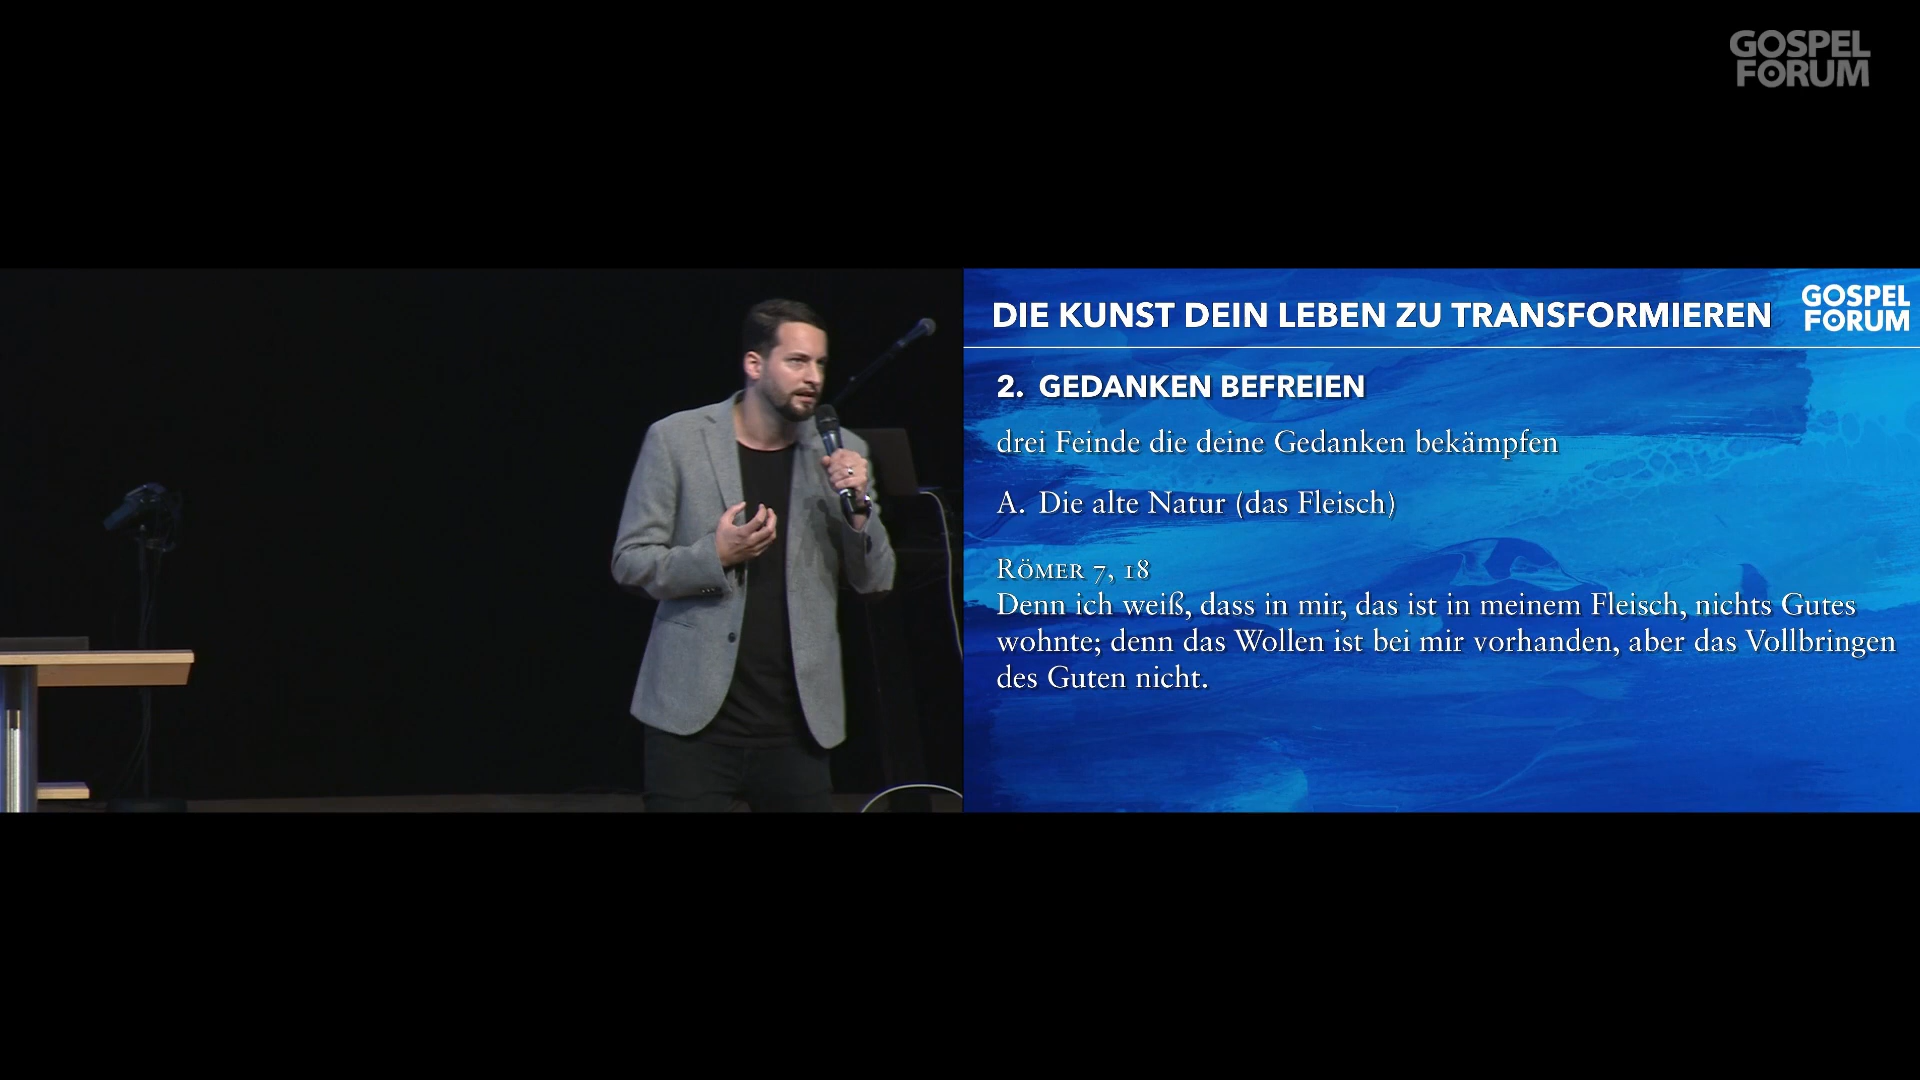 GOSPEL
FORUM
DIE KUNST DEIN LEBEN ZU TRANSFORMIEREN
GOSPEL
FORUM
2. GEDANKEN BEFREIEN
drei Feinde die deine Gedanken bekämpfen
A. Die alte Natur (das Fleisch)
Römer 7, 18
Denn ich weiß, dass in mir, das ist in meinem Fleisch, nichts Gutes
wohnte; denn das Wollen ist bei mir vorhanden, aber das Vollbringen
des Guten nicht.